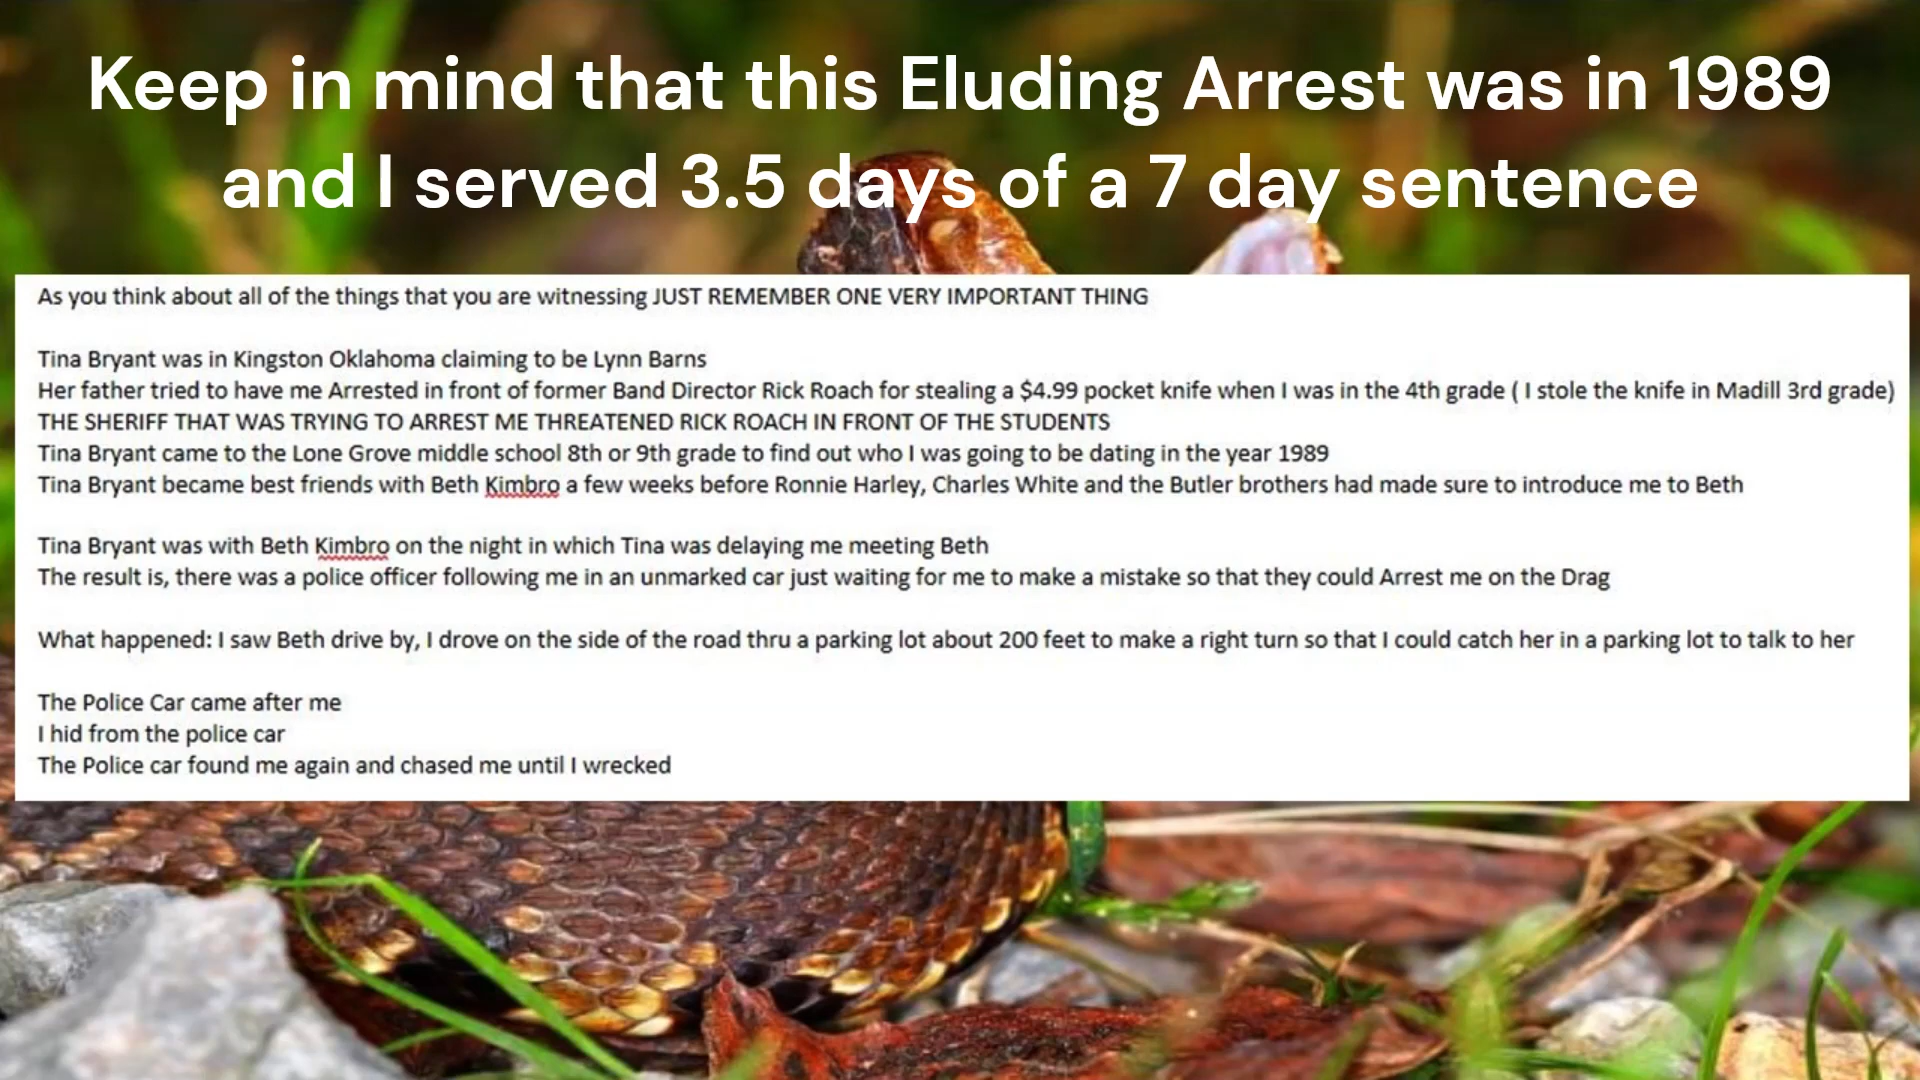 Keep in mind that this Eluding Arrest was in 1989
and I served 3.5 days of a 7 day sentence
As you think about all of the things that you are witnessing JUST REMEMBER ONE VERY IMPORTANT THING
Tina Bryant was in Kingston Oklahoma claiming to be Lynn Barns
Her father tried to have me Arrested in front of former Band Director Rick Roach for stealing a $4.99 pocket knife when I was in the 4th grade ( I stole the knife in Madill 3rd grade)
THE SHERIFF THAT WAS TRYING TO ARREST ME THREATENED RICK ROACH IN FRONT OF THE STUDENTS
Tina Bryant came to the Lone Grove middle school 8th or 9th grade to find out who I was going to be dating in the year 1989
Tina Bryant became best friends with Beth Kimbro a few weeks before Ronnie Harley, Charles White and the Butler brothers had made sure to introduce me to Beth
Tina Bryant was with Beth Kimbro on the night in which Tina was delaying me meeting Beth
The result is, there was a police officer following me in an unmarked car just waiting for me to make a mistake so that they could Arrest me on the Drag
What happened: I saw Beth drive by, I drove on the side of the road thru a parking lot about 200 feet to make a right turn so that I could catch her in a parking lot to talk to her
The Police Car came after me
I hid from the police car
The Police car found me again and chased me until I wrecked